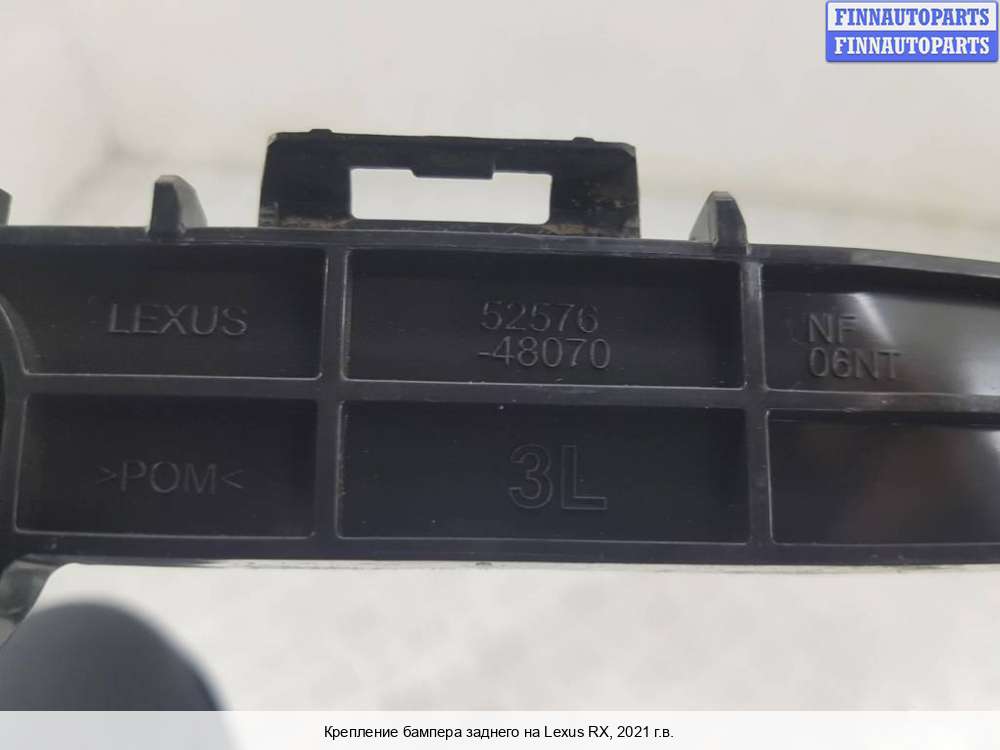 FINNAUTOPARTS
FINNAUTOPARTS
LEXUS
52576
-48070
NF
06NT
>POM<
3L
Крепление бампера заднего на Lexus RX, 2021 г.в.